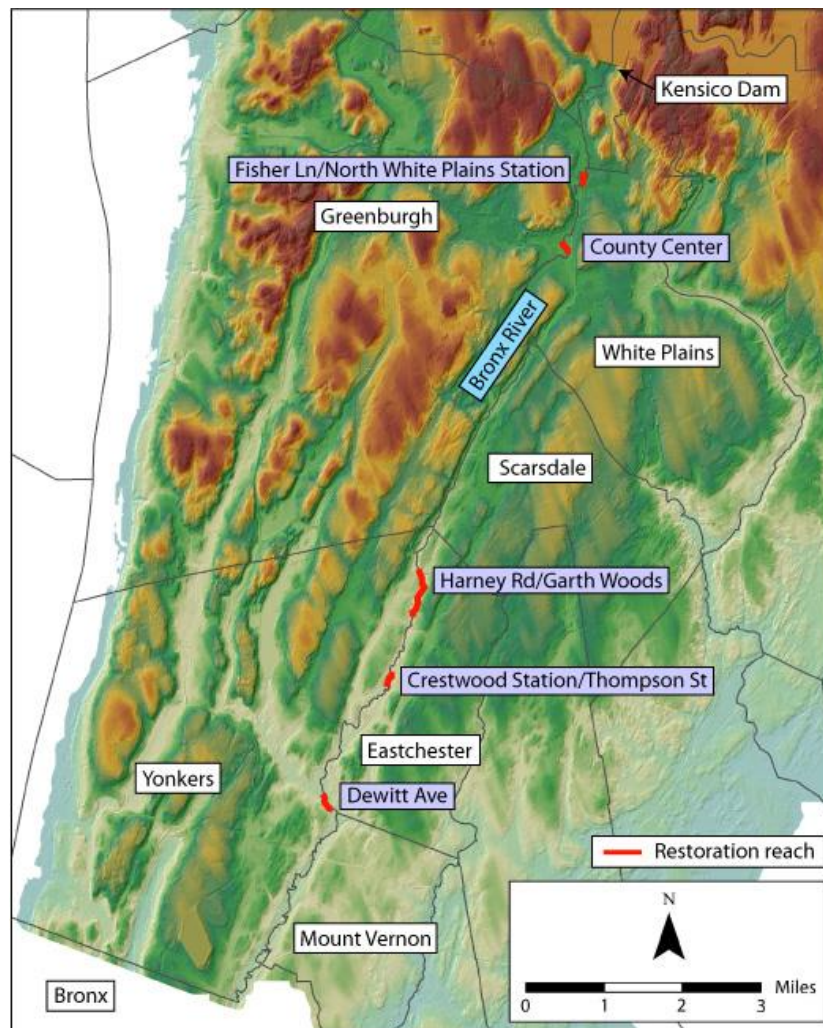 Kensico Dam
Fisher Ln/North White Plains Station
Greenburgh
County Center
Bronx River
White Plains
Scarsdale
Harney Rd/Garth Woods
Crestwood Station/Thompson St
Eastchester
Yonkers
Dewitt Ave
Restoration reach
Mount Vernon
N
Bronx
Miles
0 1 2 3